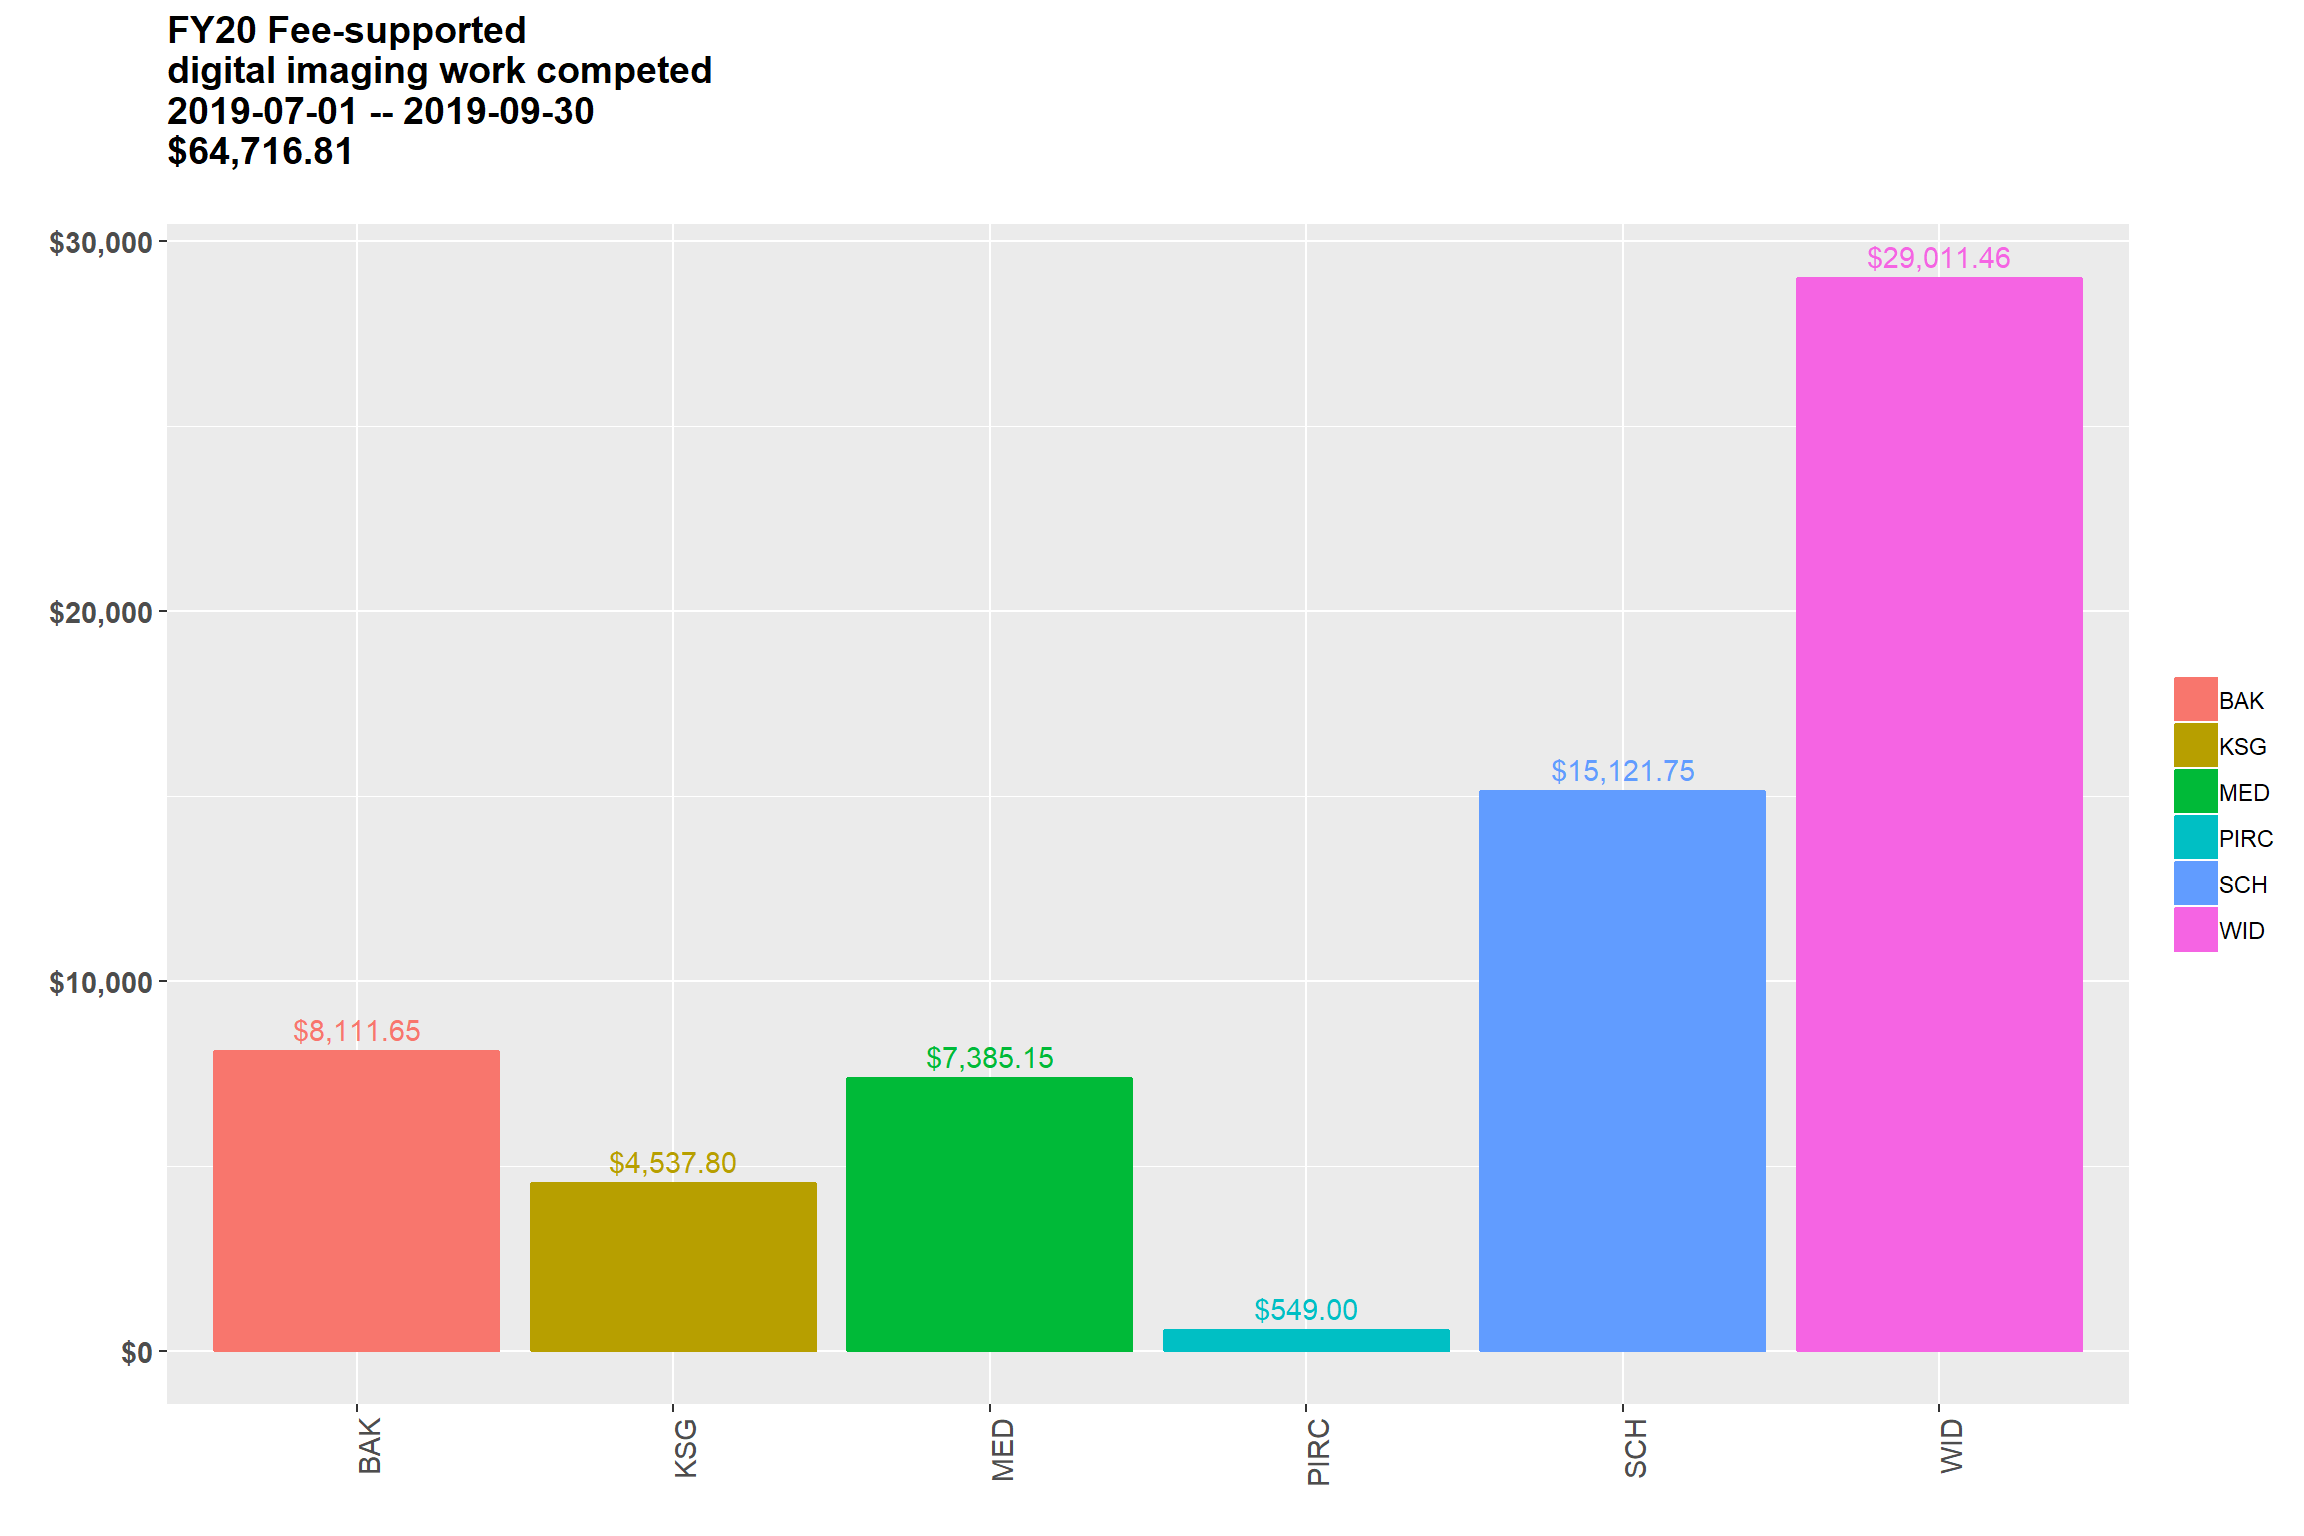 FY20 Fee-supported
digital imaging work competed
2019-07-01 -- 2019-09-30
$64,716.81
$30,000
$20,000
$10,000
$0
$8,111.65
$4,537.80
$7,385.15
$549.00
$15,121.75
$29,011.46
BAK
KSG
MED
PIRC
SCH
WID
BAK
KSG
MED
PIRC
SCH
WID